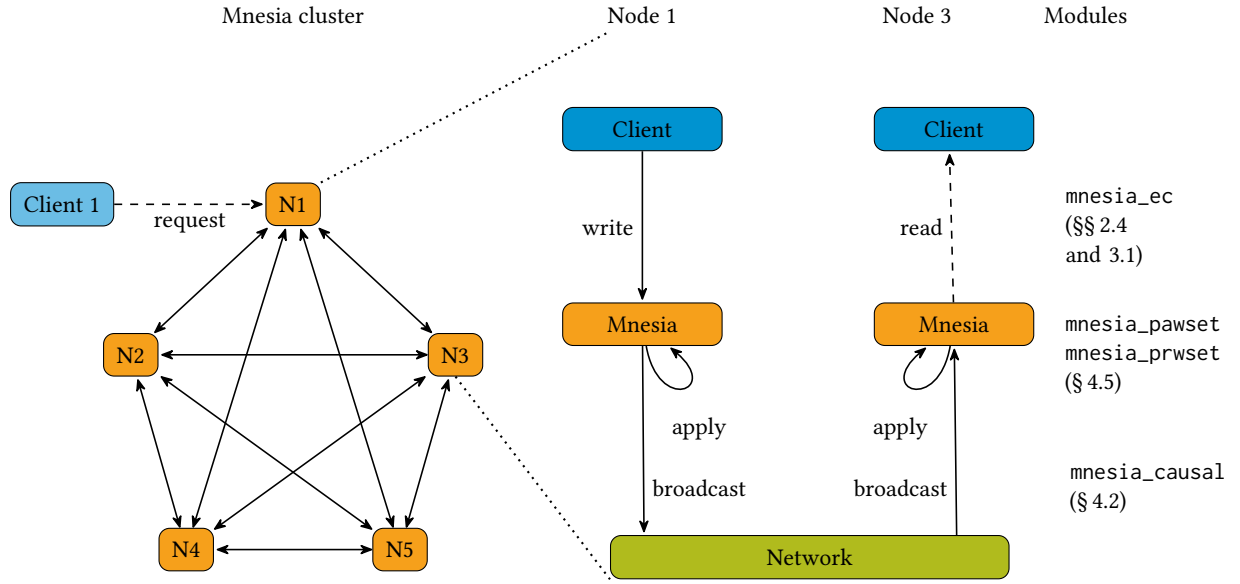 Mnesia cluster
Node 1
Node 3
Modules
Client
Client
Client 1
request
N1
write
read
mnesia_ec
(§§ 2.4
and 3.1)
N2
N3
Mnesia
Mnesia
mnesia_pawset
mnesia_prwset
(§ 4.5)
apply
apply
broadcast
broadcast
mnesia_causal
(§ 4.2)
N4
N5
Network